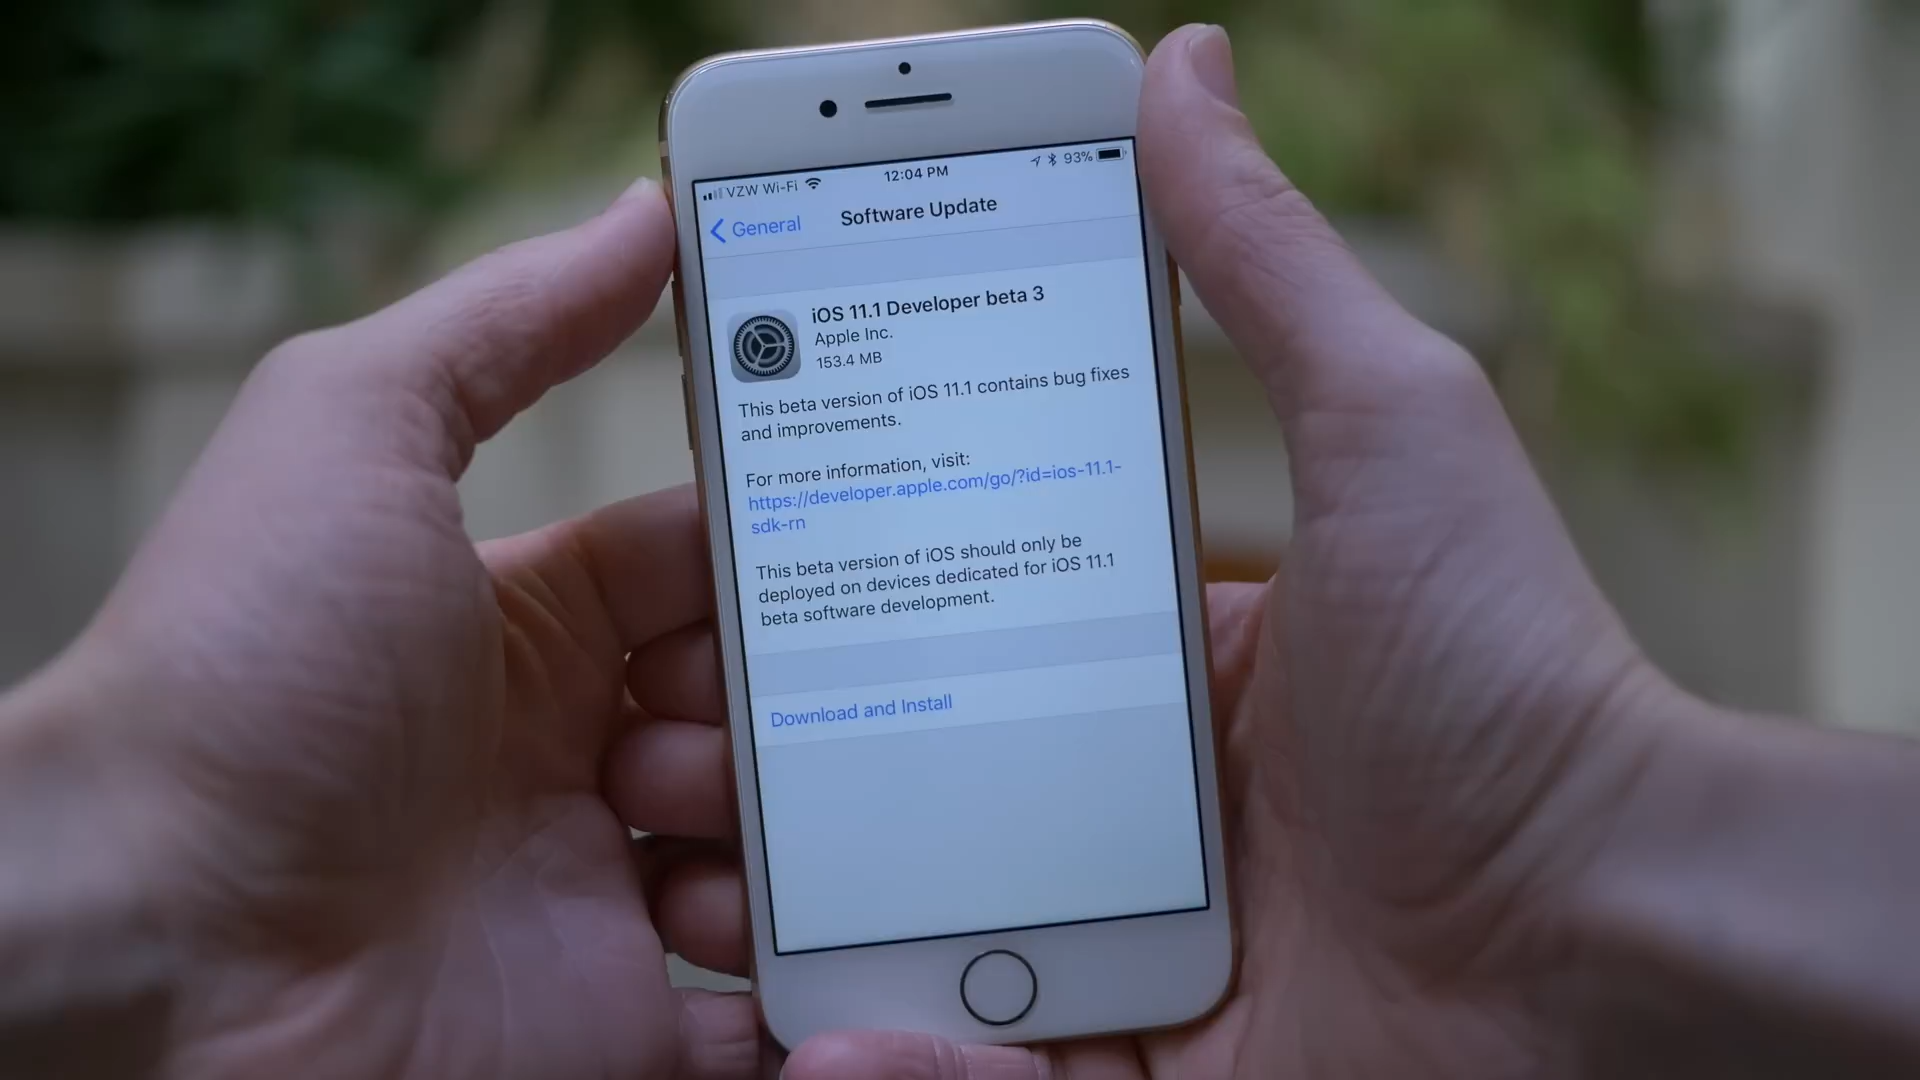 VZW Wi-Fi 12:04 PM 93%
General Software Update
iOS 11.1 Developer beta 3
Apple Inc.
153.4 MB
This beta version of iOS 11.1 contains bug fixes
and improvements.
For more information, visit:
https://developer.apple.com/go/?id=ios-11.1-
sdk-rn
This beta version of iOS should only be
deployed on devices dedicated for iOS 11.1
beta software development.
Download and Install